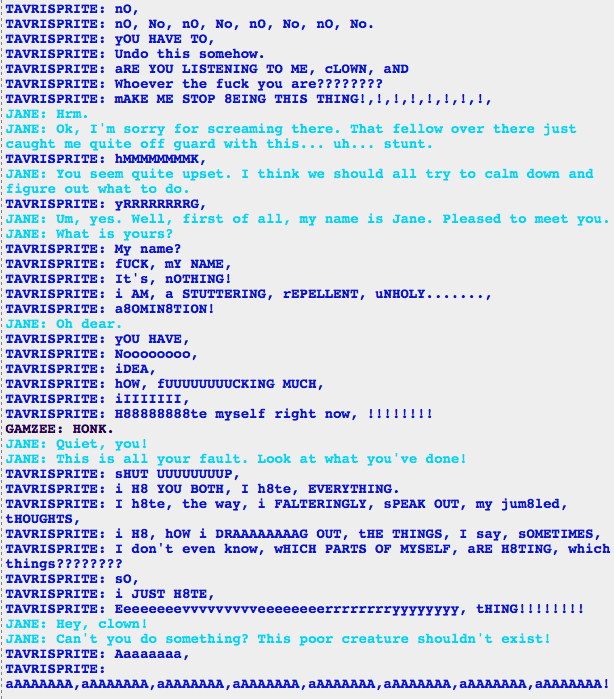 TAVRISPRITE: nO,
TAVRISPRITE: nO, No, nO, No, nO, No, nO, No.
TAVRISPRITE: yOU HAVE TO,
TAVRISPRITE: Undo this somehow.
TAVRISPRITE: aRE YOU LISTENING TO ME, cLOWN, aND
TAVRISPRITE: Whoever the fuck you are????????
TAVRISPRITE: mAKE ME STOP 8EING THIS THING!,!,!,!,!,!,!,!,
JANE: Hrm.
JANE: Ok, I'm sorry for screaming there. That fellow over there just
caught me quite off guard with this... uh... stunt.
TAVRISPRITE: hMMMMMMMMK,
JANE: You seem quite upset. I think we should all try to calm down and
figure out what to do.
TAVRISPRITE: yRRRRRRRRG,
JANE: Um, yes. Well, first of all, my name is Jane. Pleased to meet you.
JANE: What is yours?
TAVRISPRITE: My name?
TAVRISPRITE: fUCK, mY NAME,
TAVRISPRITE: It's, nOTHING!
TAVRISPRITE: i AM, a STUTTERING, rEPELLENT, uNHOLY.......,
TAVRISPRITE: a8OMIN8TION!
JANE: Oh dear.
TAVRISPRITE: yOU HAVE,
TAVRISPRITE: Noooooooo,
TAVRISPRITE: iDEA,
TAVRISPRITE: hOW, fUUUUUUUUCKING MUCH,
TAVRISPRITE: iIIIIIII,
TAVRISPRITE: H88888888te myself right now, !!!!!!!!
GAMZEE: HONK.
JANE: Quiet, you!
JANE: This is all your fault. Look at what you've done!
TAVRISPRITE: sHUT UUUUUUUUP,
TAVRISPRITE: i H8 YOU BOTH, I h8te, EVERYTHING.
TAVRISPRITE: I h8te, the way, i FALTERINGLY, sPEAK OUT, my jum8led,
tHOUGHTS,
TAVRISPRITE: i H8, hOW i DRAAAAAAAAG OUT, tHE THINGS, I say, sOMETIMES,
TAVRISPRITE: I don't even know, wHICH PARTS OF MYSELF, aRE H8TING, which
things????????
TAVRISPRITE: sO,
TAVRISPRITE: i JUST H8TE,
TAVRISPRITE: Eeeeeeeevvvvvvvvveeeeeeeerrrrrrrryyyyyyyy, tHING!!!!!!!!
JANE: Hey, clown!
JANE: Can't you do something? This poor creature shouldn't exist!
TAVRISPRITE: Aaaaaaaa,
TAVRISPRITE:
aAAAAAAA,aAAAAAAA,aAAAAAAA,aAAAAAAA,aAAAAAAA,aAAAAAAA,aAAAAAAA,aAAAAAAA!